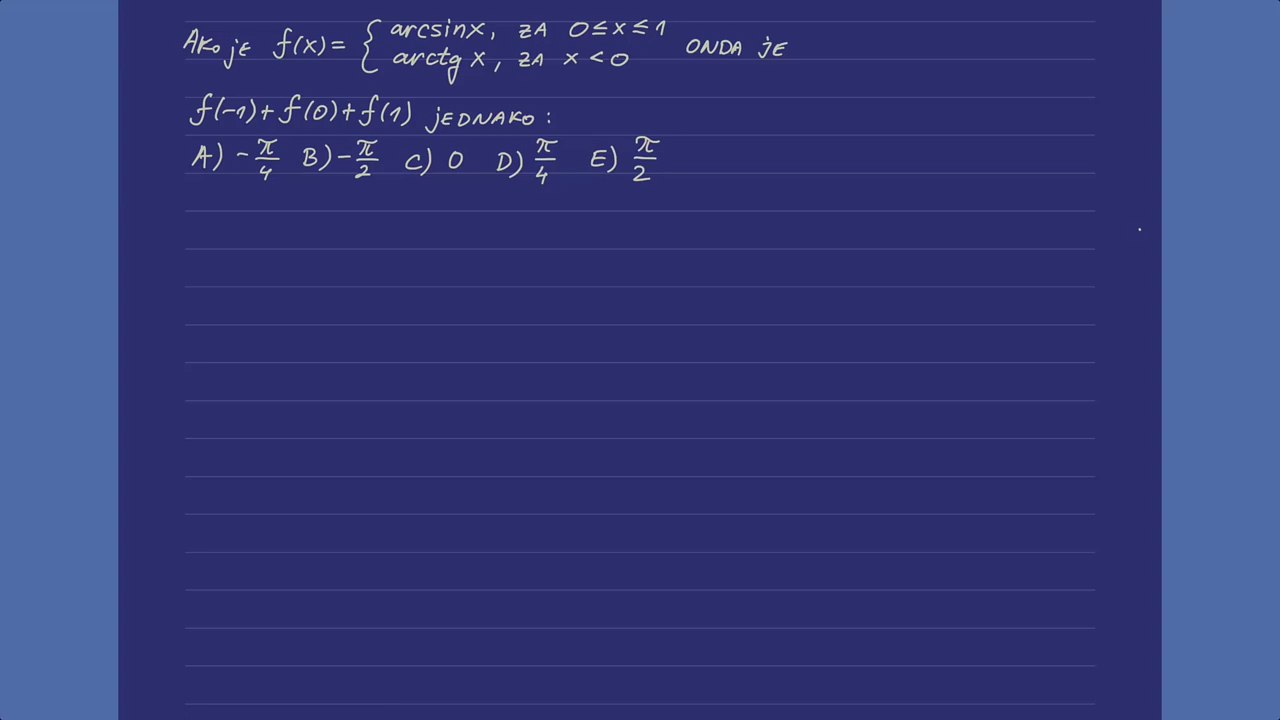 Ako je f(x)= { arcsin x, za 0≤x≤1 onda je
arctg x, za x<0
f(-1)+f(0)+f(1) jednako:
A) -π/4 B) -π/2 C) 0 D) π/4 E) π/2